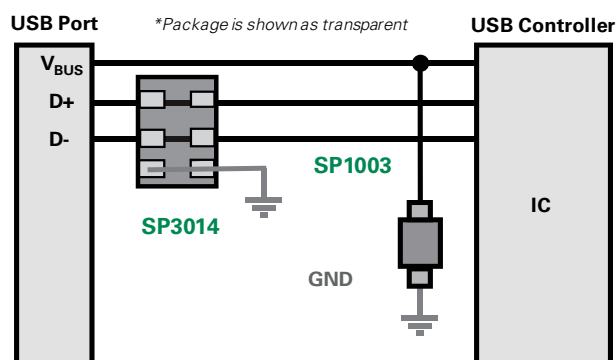 USB Port
*Package is shown as transparent
USB Controller
VBUS
D+
D-
SP1003
IC
SP3014
GND